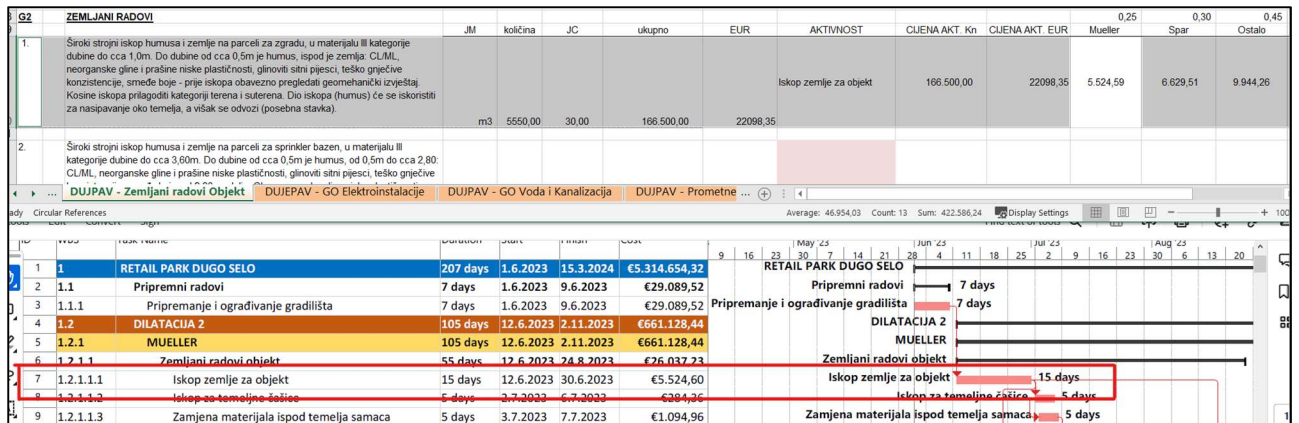 G2 ZEMLJANI RADOVI 0,25 0,30 0,45
JM količina JC ukupno EUR AKTIVNOST CIJENA AKT. Kn CIJENA AKT. EUR Mueller Spar Ostalo
1. Široki strojni iskop humusa i zemlje na parceli za zgradu, u materijalu III kategorije
dubine do cca 1,0m. Do dubine od cca 0,5m je humus, ispod je zemlja: CL/ML,
neorganske gline i prašine niske plastičnosti, glinoviti sitni pijesci, teško gnječive
konzistencije, smeđe boje - prije iskopa obavezno pregledati geomehanički izvještaj.
Kosine iskopa prilagoditi kategoriji terena i suterena. Dio iskopa (humus) će se iskoristiti
za nasipavanje oko temelja, a višak se odvozi (posebna stavka).
Iskop zemlje za objekt 166.500,00 22098,35 5.524,59 6.629,51 9.944,26
m3 5550,00 30,00 166.500,00 22098,35
2. Široki strojni iskop humusa i zemlje na parceli za sprinkler bazen, u materijalu III
kategorije dubine do cca 3,60m. Do dubine od cca 0,5m je humus, od 0,5m do cca 2,80:
CL/ML, neorganske gline i prašine niske plastičnosti, glinoviti sitni pijesci, teško gnječive
... DUJPAV - Zemljani radovi Objekt DUJEPAV - GO Elektroinstalacije DUJPAV - GO Voda i Kanalizacija DUJPAV - Prometne ...
ady Circular References Average: 46.954,03 Count: 13 Sum: 422.586,24 Display Settings 100
ID WBS Task Name Duration Start Finish Cost May '23 Jun '23 Jul '23 Aug '23
9 16 23 30 7 14 21 28 4 11 18 25 2 9 16 23 30 6 13 20
1 1 RETAIL PARK DUGO SELO 207 days 1.6.2023 15.3.2024 €5.314.654,32 RETAIL PARK DUGO SELO
2 1.1 Pripremni radovi 7 days 1.6.2023 9.6.2023 €29.089,52 Pripremni radovi 7 days
3 1.1.1 Pripremanje i ograđivanje gradilišta 7 days 1.6.2023 9.6.2023 €29.089,52 Pripremanje i ograđivanje gradilišta 7 days
4 1.2 DILATACIJA 2 105 days 12.6.2023 2.11.2023 €661.128,44 DILATACIJA 2
5 1.2.1 MUELLER 105 days 12.6.2023 2.11.2023 €661.128,44 MUELLER
6 1.2.1.1 Zemljani radovi objekt 55 days 12.6.2023 24.8.2023 €26.037,23 Zemljani radovi objekt
7 1.2.1.1.1 Iskop zemlje za objekt 15 days 12.6.2023 30.6.2023 €5.524,60 Iskop zemlje za objekt 15 days
8 1.2.1.1.2 Iskop za temeljne čašice 5 days 2.7.2023 6.7.2023 €284,36 Iskop za temeljne čašice 5 days
9 1.2.1.1.3 Zamjena materijala ispod temelja samaca 5 days 3.7.2023 7.7.2023 €1.094,96 Zamjena materijala ispod temelja samaca 5 days